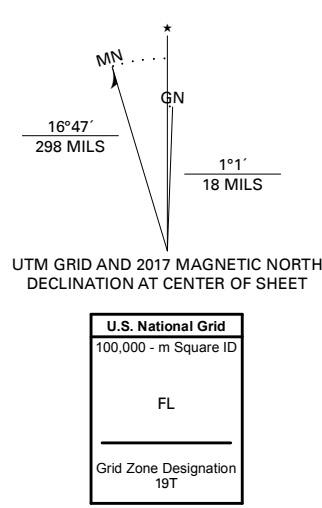 ★
MN
GN
16°47´
298 MILS
1°1´
18 MILS
UTM GRID AND 2017 MAGNETIC NORTH
DECLINATION AT CENTER OF SHEET
U.S. National Grid
100,000 - m Square ID
FL
Grid Zone Designation
19T